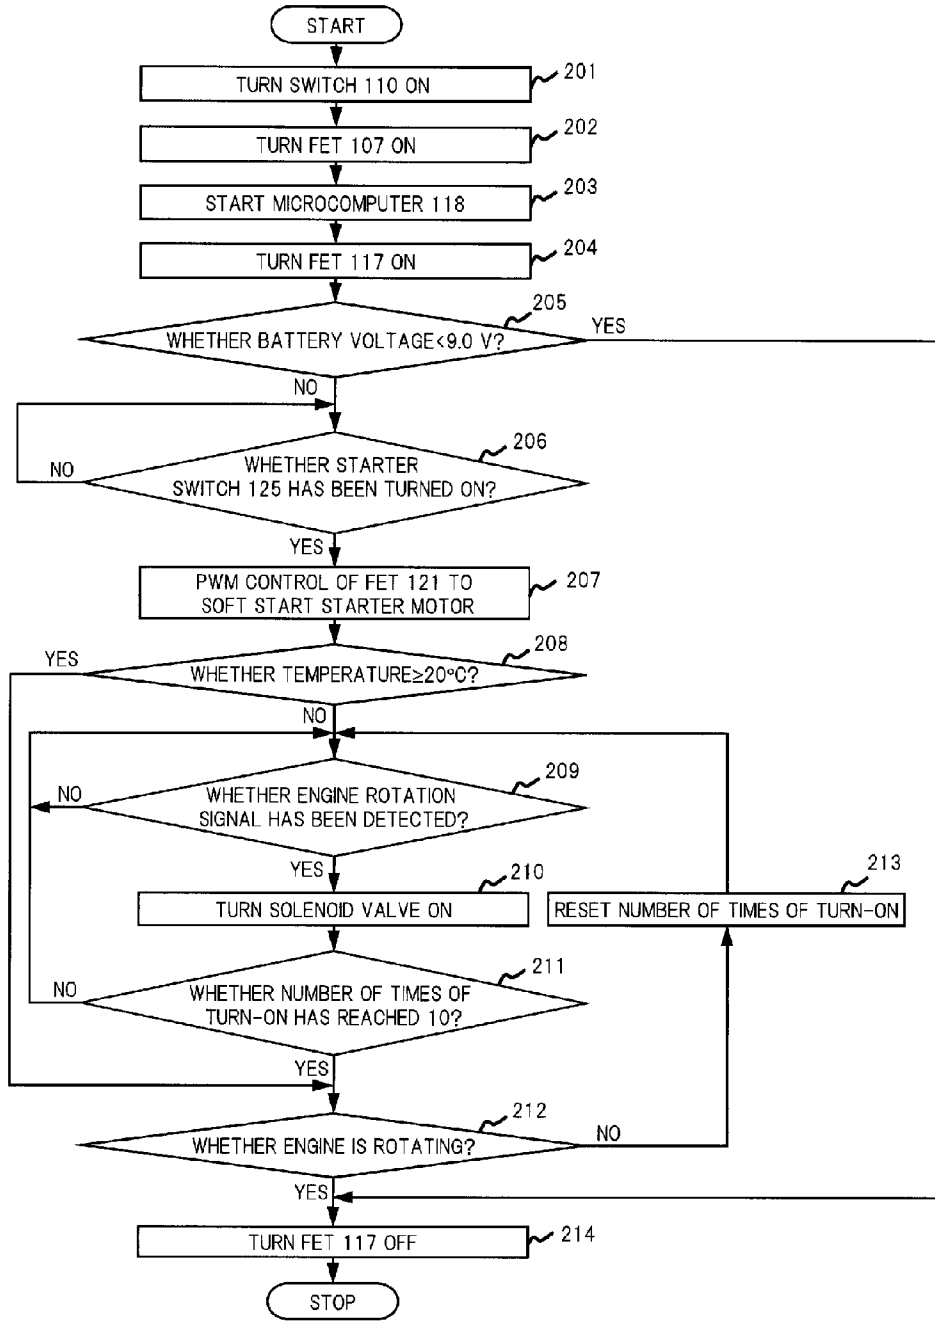 START
TURN SWITCH 110 ON
201
TURN FET 107 ON
202
START MICROCOMPUTER 118
203
TURN FET 117 ON
204
205
WHETHER BATTERY VOLTAGE<9.0 V?
YES
NO
206
WHETHER STARTER
SWITCH 125 HAS BEEN TURNED ON?
NO
YES
PWM CONTROL OF FET 121 TO
SOFT START STARTER MOTOR
207
208
YES
WHETHER TEMPERATURE≥20°C?
NO
209
WHETHER ENGINE ROTATION
SIGNAL HAS BEEN DETECTED?
NO
YES
210
TURN SOLENOID VALVE ON
213
RESET NUMBER OF TIMES OF TURN-ON
211
WHETHER NUMBER OF TIMES OF
TURN-ON HAS REACHED 10?
NO
YES
212
WHETHER ENGINE IS ROTATING?
NO
YES
TURN FET 117 OFF
214
STOP